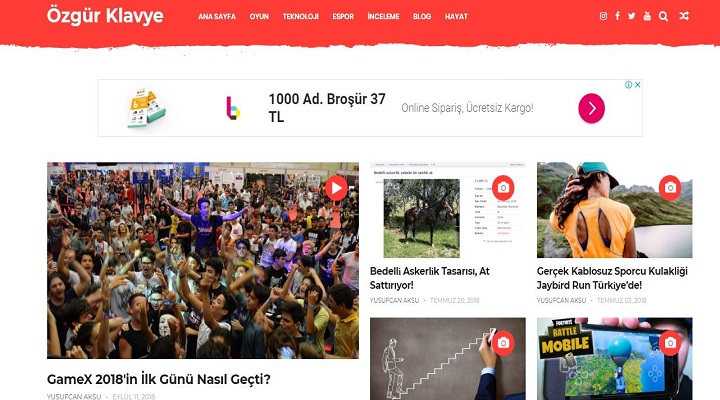 Özgür Klavye
ANA SAYFA OYUN TEKNOLOJİ ESPOR İNCELEME BLOG HAYAT
1000 Ad. Broşür 37
TL
Online Sipariş, Ücretsiz Kargo!
Bedelli askerlik sebebi ile satılık at
Bedelli Askerlik Tasarısı, At
Sattırıyor!
YUSUFCAN AKSU - TEMMUZ 20, 2018
Gerçek Kablosuz Sporcu Kulakliği
Jaybird Run Türkiye'de!
YUSUFCAN AKSU - TEMMUZ 03, 2018
FORTNITE
BATTLE
MOBILE
GameX 2018'in İlk Günü Nasıl Geçti?
YUSUFCAN AKSU - EYLÜL 11, 2018